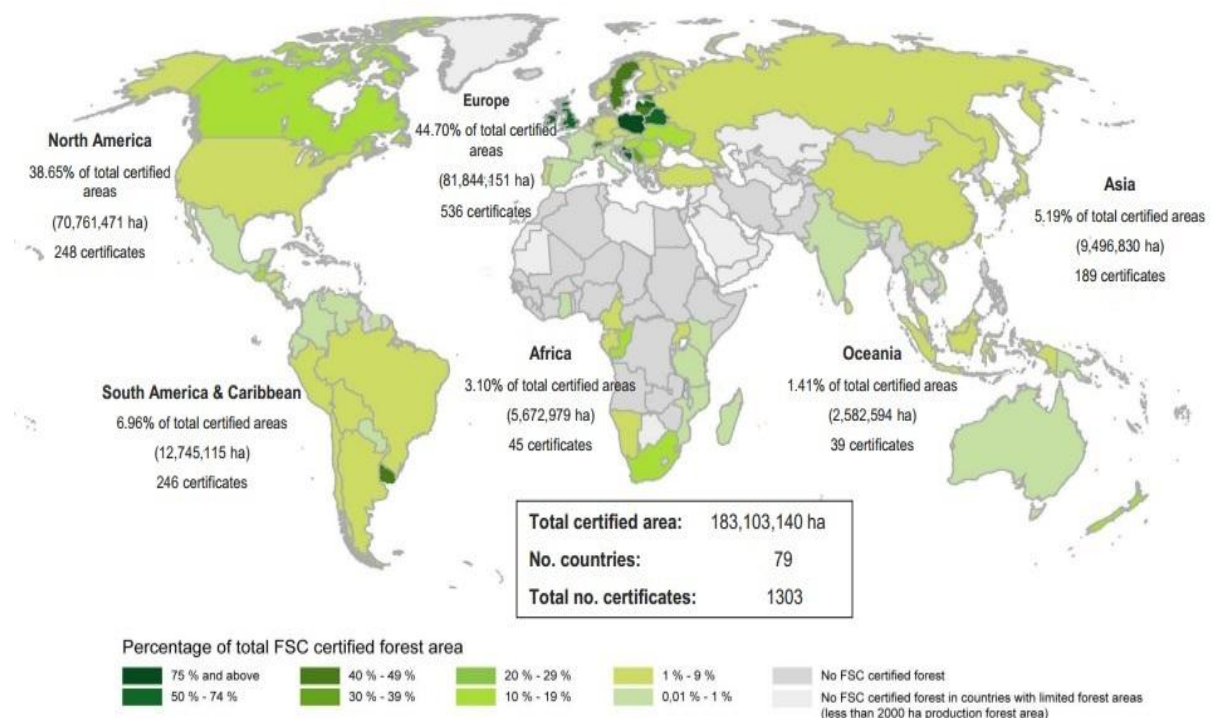 North America
38.65% of total certified
areas
(70,761,471 ha)
248 certificates
Europe
44.70% of total certified
areas
(81,844,151 ha)
536 certificates
Asia
5.19% of total certified areas
(9,496,830 ha)
189 certificates
South America & Caribbean
6.96% of total certified areas
(12,745,115 ha)
246 certificates
Africa
3.10% of total certified areas
(5,672,979 ha)
45 certificates
Oceania
1.41% of total certified areas
(2,582,594 ha)
39 certificates
Total certified area: 183,103,140 ha
No. countries: 79
Total no. certificates: 1303
Percentage of total FSC certified forest area
75 % and above
50 % - 74 %
40 % - 49 %
30 % - 39 %
20 % - 29 %
10 % - 19 %
1 % - 9 %
0,01 % - 1 %
No FSC certified forest
No FSC certified forest in countries with limited forest areas
(less than 2000 ha production forest area)